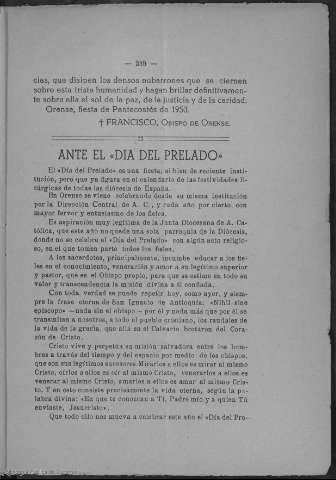 — 239 —
cias, que disipen los densos nubarrones que se ciernen
sobre esta triste humanidad y hagan brillar definitivamen-
te sobre ella el sol de la paz, de la justicia y de la caridad.
Orense, fiesta de Pentecostés de 1950.
† FRANCISCO, OBISPO DE ORENSE.
ANTE EL «DIA DEL PRELADO»
El «Día del Prelado» es una fiesta, si bien de reciente insti-
tución, pero que ya figura en el calendario de las festividades li-
túrgicas de todas las diócesis de España.
En Orense se viene celebrando desde su misma institución
por la Dirección Central de A. C., y cada año por cierto, con
mayor fervor y entusiasmo de los fieles.
Es aspiración muy legítima de la Junta Diocesana de A. Ca-
tólica, que este año no quede una sola parroquia de la Diócesis,
donde no se celebre el «Día del Prelado» con algún acto religio-
so, en el que tomen parte todos los fieles.
A los sacerdotes, principalmente, incumbe educar a los fie-
les en el conocimiento, veneración y amor a su legítimo superior
y pastor, que es el Obispo propio, para que se estime en todo su
valor y transcendencia la misión divina a él confiada.
Con toda verdad se puede repetir hoy, como ayer, y siempre
la frase eterna de San Ignacio de Antioquía: «Nihil sine
episcopo» —nada sin el obispo— por él y nada más que por él se
transmiten a nosotros, a todo el pueblo cristiano, los raudales de
la vida de la gracia, que allá en el Calvario brotaron del Cora-
zón de Cristo.
Cristo vive y perpetúa su misión salvadora entre los hom-
bres a través del tiempo y del espacio por medio de los obispos,
que son sus legítimos sucesores Mirarlos a ellos es mirar al mismo
Cristo, oirlos a ellos es oir al mismo Cristo, venerarlos a ellos es
venerar al mismo Cristo, amarlos a ellos es amar al mismo Cris-
to. Y en esto consiste precisamente la vida eterna, según la pa-
labra divina: «Es que te conozcan a Tí, Padre mío y a quien Tú
enviaste, Jesucristo».
Que todo ello nos mueva a celebrar este año el «Día del Pre-